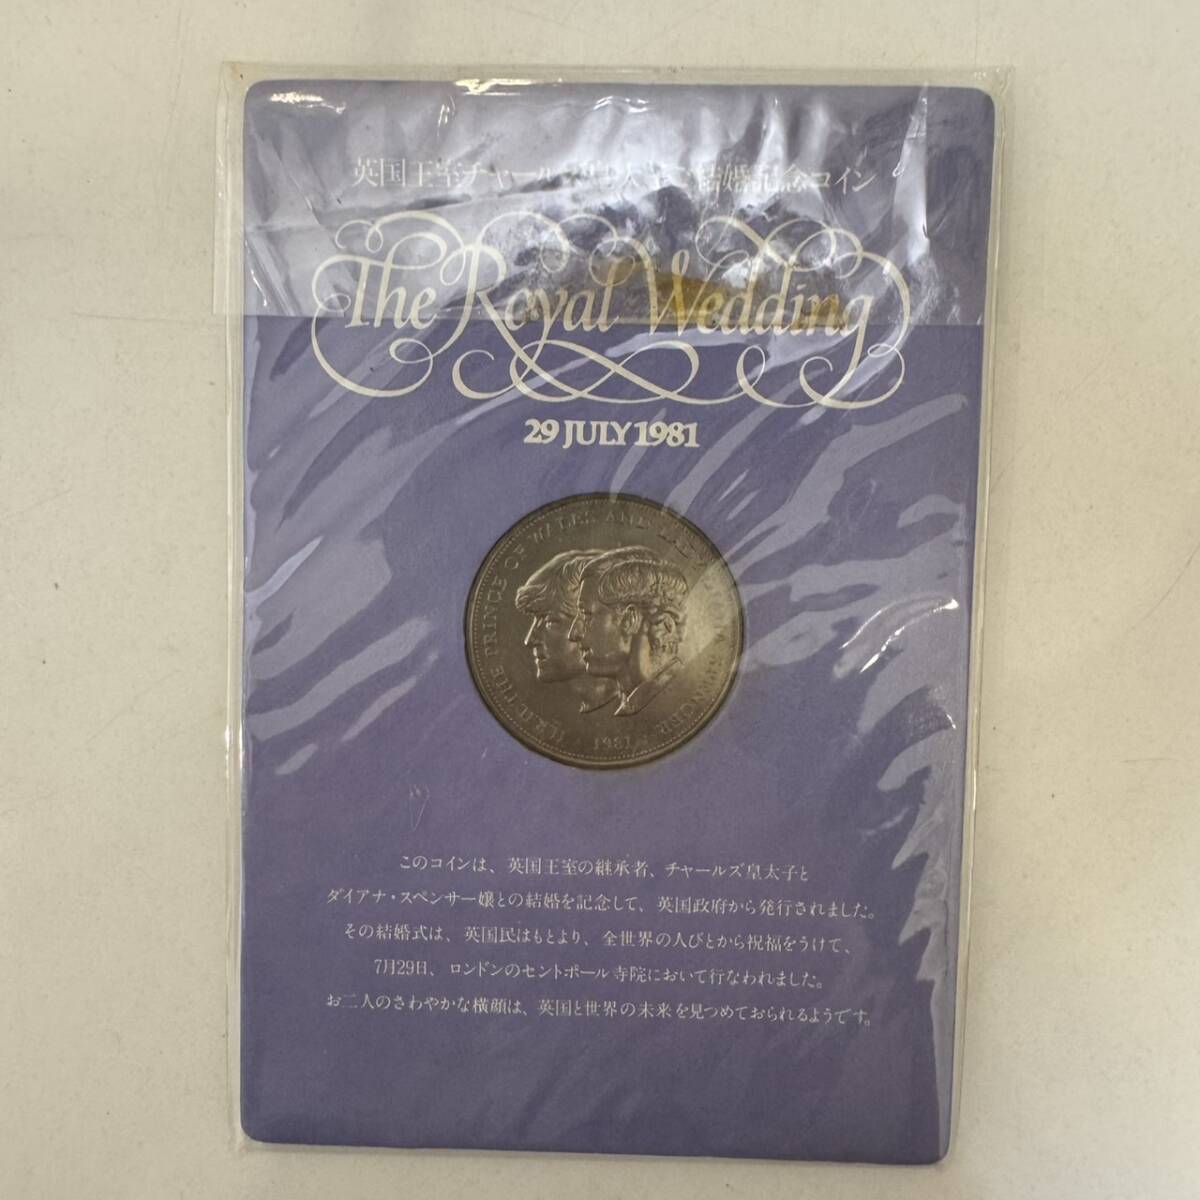 英国王室チャールズ皇太子ご結婚記念コイン
The Royal Wedding
29 JULY 1981
H.R.H. THE PRINCE OF WALES AND LADY DIANA SPENCER
1981
このコインは、英国王室の継承者、チャールズ皇太子と
ダイアナ・スペンサー嬢との結婚を記念して、英国政府から発行されました。
その結婚式は、英国民はもとより、全世界の人びとから祝福をうけて、
7月29日、ロンドンのセントポール寺院において行なわれました。
お二人のさわやかな横顔は、英国と世界の未来を見つめておられるようです。